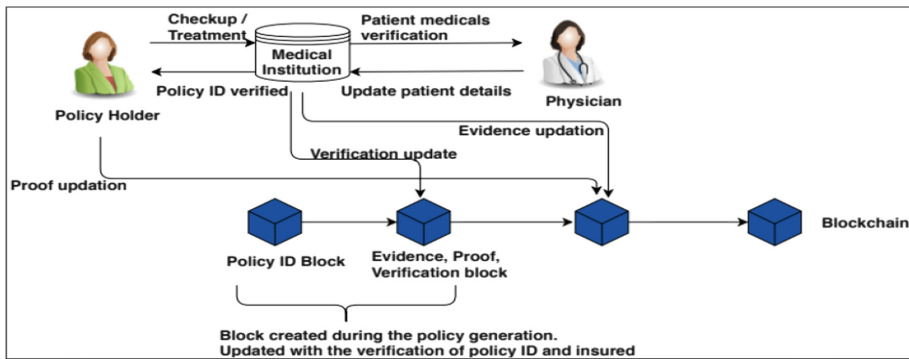 Checkup /
Treatment
Patient medicals
verification
Medical
Institution
Policy ID verified
Update patient details
Policy Holder
Physician
Evidence updation
Verification update
Proof updation
Blockchain
Policy ID Block
Evidence, Proof,
Verification block
Block created during the policy generation.
Updated with the verification of policy ID and insured